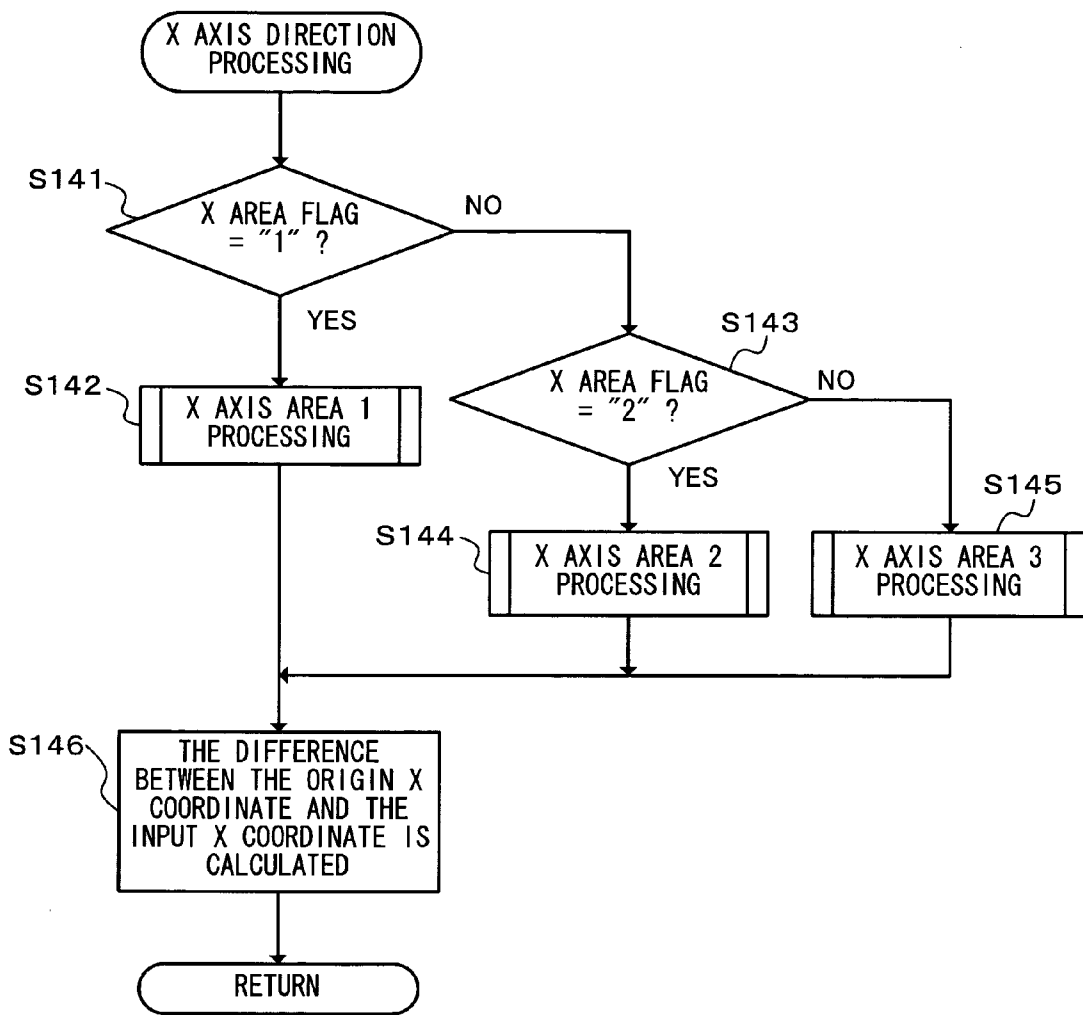 X AXIS DIRECTION
PROCESSING
S141
X AREA FLAG
= "1" ?
NO
YES
S143
X AREA FLAG
= "2" ?
NO
S142
X AXIS AREA 1
PROCESSING
YES
S145
S144
X AXIS AREA 2
PROCESSING
X AXIS AREA 3
PROCESSING
S146
THE DIFFERENCE
BETWEEN THE ORIGIN X
COORDINATE AND THE
INPUT X COORDINATE IS
CALCULATED
RETURN